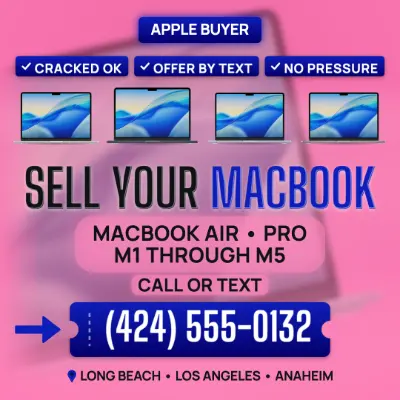 APPLE BUYER
✓ CRACKED OK ✓ OFFER BY TEXT ✓ NO PRESSURE
SELL YOUR MACBOOK
MACBOOK AIR • PRO
M1 THROUGH M5
CALL OR TEXT
(424) 555-0132
LONG BEACH • LOS ANGELES • ANAHEIM